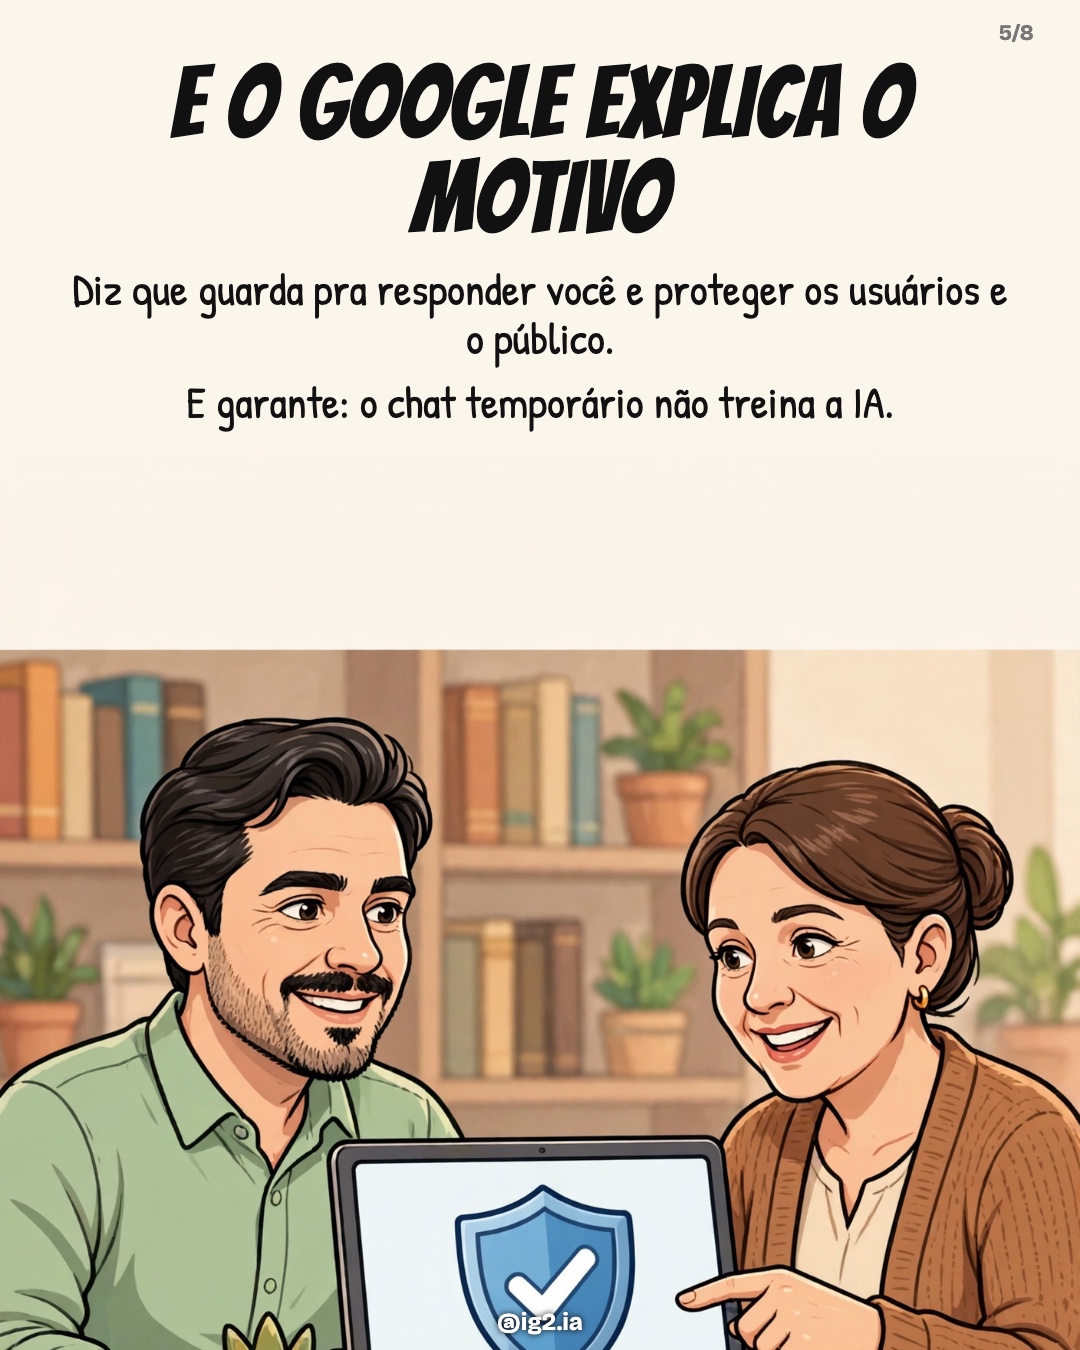 5/8
E O GOOGLE EXPLICA O
MOTIVO
Diz que guarda pra responder você e proteger os usuários e
o público.
E garante: o chat temporário não treina a IA.
@ig2.ia